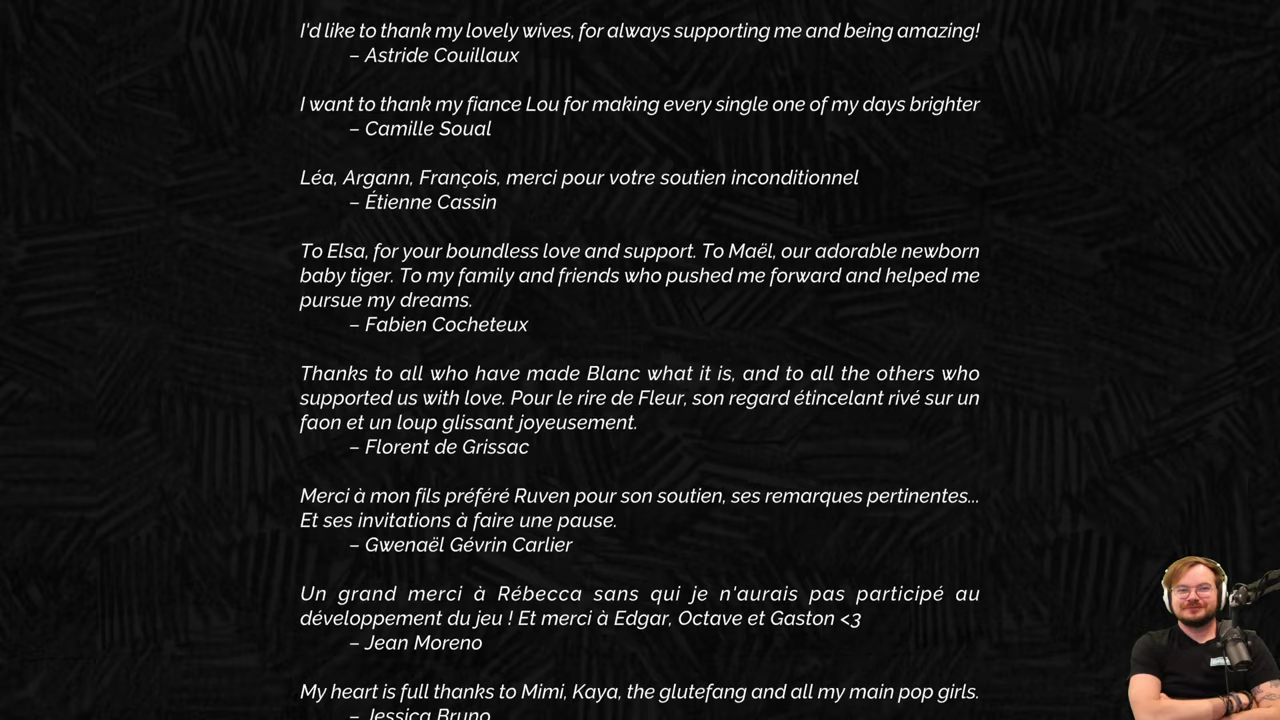 I'd like to thank my lovely wives, for always supporting me and being amazing!
– Astride Couillaux
I want to thank my fiance Lou for making every single one of my days brighter
– Camille Soual
Léa, Argann, François, merci pour votre soutien inconditionnel
– Étienne Cassin
To Elsa, for your boundless love and support. To Maël, our adorable newborn
baby tiger. To my family and friends who pushed me forward and helped me
pursue my dreams.
– Fabien Cocheteux
Thanks to all who have made Blanc what it is, and to all the others who
supported us with love. Pour le rire de Fleur, son regard étincelant rivé sur un
faon et un loup glissant joyeusement.
– Florent de Grissac
Merci à mon fils préféré Ruven pour son soutien, ses remarques pertinentes...
Et ses invitations à faire une pause.
– Gwenaël Gévrin Carlier
Un grand merci à Rébecca sans qui je n'aurais pas participé au
développement du jeu ! Et merci à Edgar, Octave et Gaston <3
– Jean Moreno
My heart is full thanks to Mimi, Kaya, the glutefang and all my main pop girls.
– Jessica Bruno